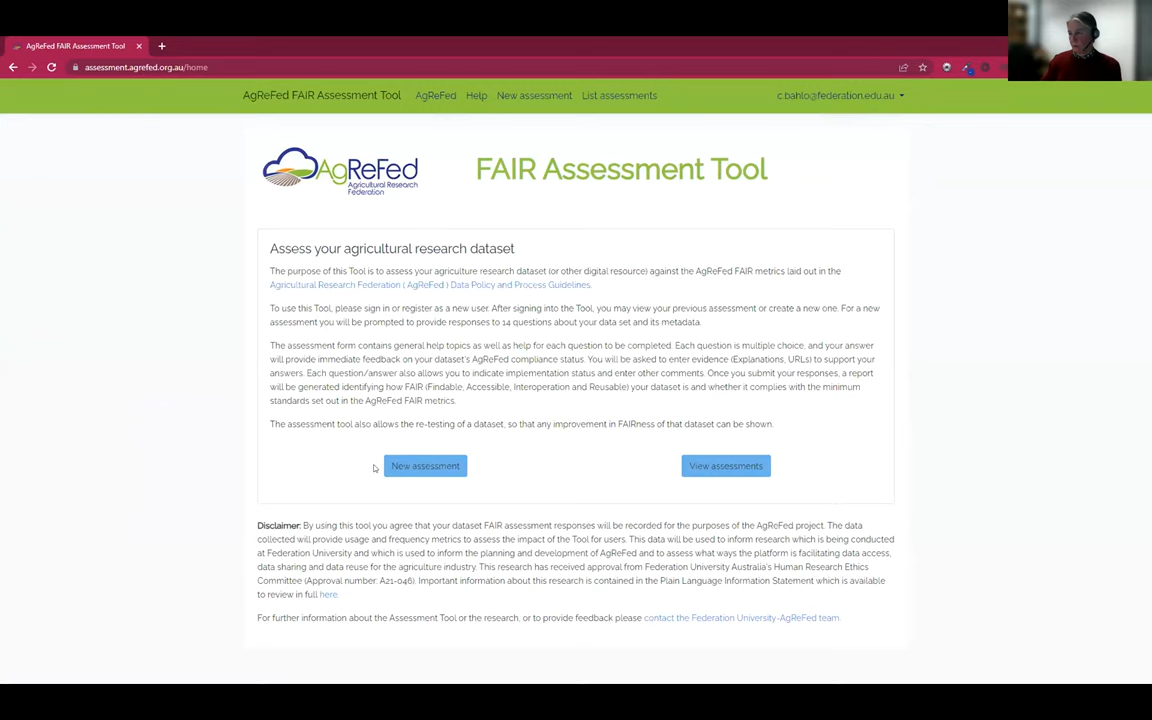 AgReFed FAIR Assessment Tool
assessment.agrefed.org.au/home
AgReFed FAIR Assessment Tool AgReFed Help New assessment List assessments c.bahlo@federation.edu.au
AgReFed
Agricultural Research
Federation
FAIR Assessment Tool
Assess your agricultural research dataset
The purpose of this Tool is to assess your agriculture research dataset (or other digital resource) against the AgReFed FAIR metrics laid out in the
Agricultural Research Federation ( AgReFed ) Data Policy and Process Guidelines.
To use this Tool, please sign in or register as a new user. After signing into the Tool, you may view your previous assessment or create a new one. For a new
assessment you will be prompted to provide responses to 14 questions about your data set and its metadata.
The assessment form contains general help topics as well as help for each question to be completed. Each question is multiple choice, and your answer
will provide immediate feedback on your dataset's AgReFed compliance status. You will be asked to enter evidence (Explanations, URLs) to support your
answers. Each question/answer also allows you to indicate implementation status and enter other comments. Once you submit your responses, a report
will be generated identifying how FAIR (Findable, Accessible, Interoperation and Reusable) your dataset is and whether it complies with the minimum
standards set out in the AgReFed FAIR metrics.
The assessment tool also allows the re-testing of a dataset, so that any improvement in FAIRness of that dataset can be shown.
New assessment View assessments
Disclaimer: By using this tool you agree that your dataset FAIR assessment responses will be recorded for the purposes of the AgReFed project. The data
collected will provide usage and frequency metrics to assess the impact of the Tool for users. This data will be used to inform research which is being conducted
at Federation University and which is used to inform the planning and development of AgReFed and to assess what ways the platform is facilitating data access,
data sharing and data reuse for the agriculture industry. This research has received approval from Federation University Australia's Human Research Ethics
Committee (Approval number: A21-046). Important information about this research is contained in the Plain Language Information Statement which is available
to review in full here.
For further information about the Assessment Tool or the research, or to provide feedback please contact the Federation University-AgReFed team.